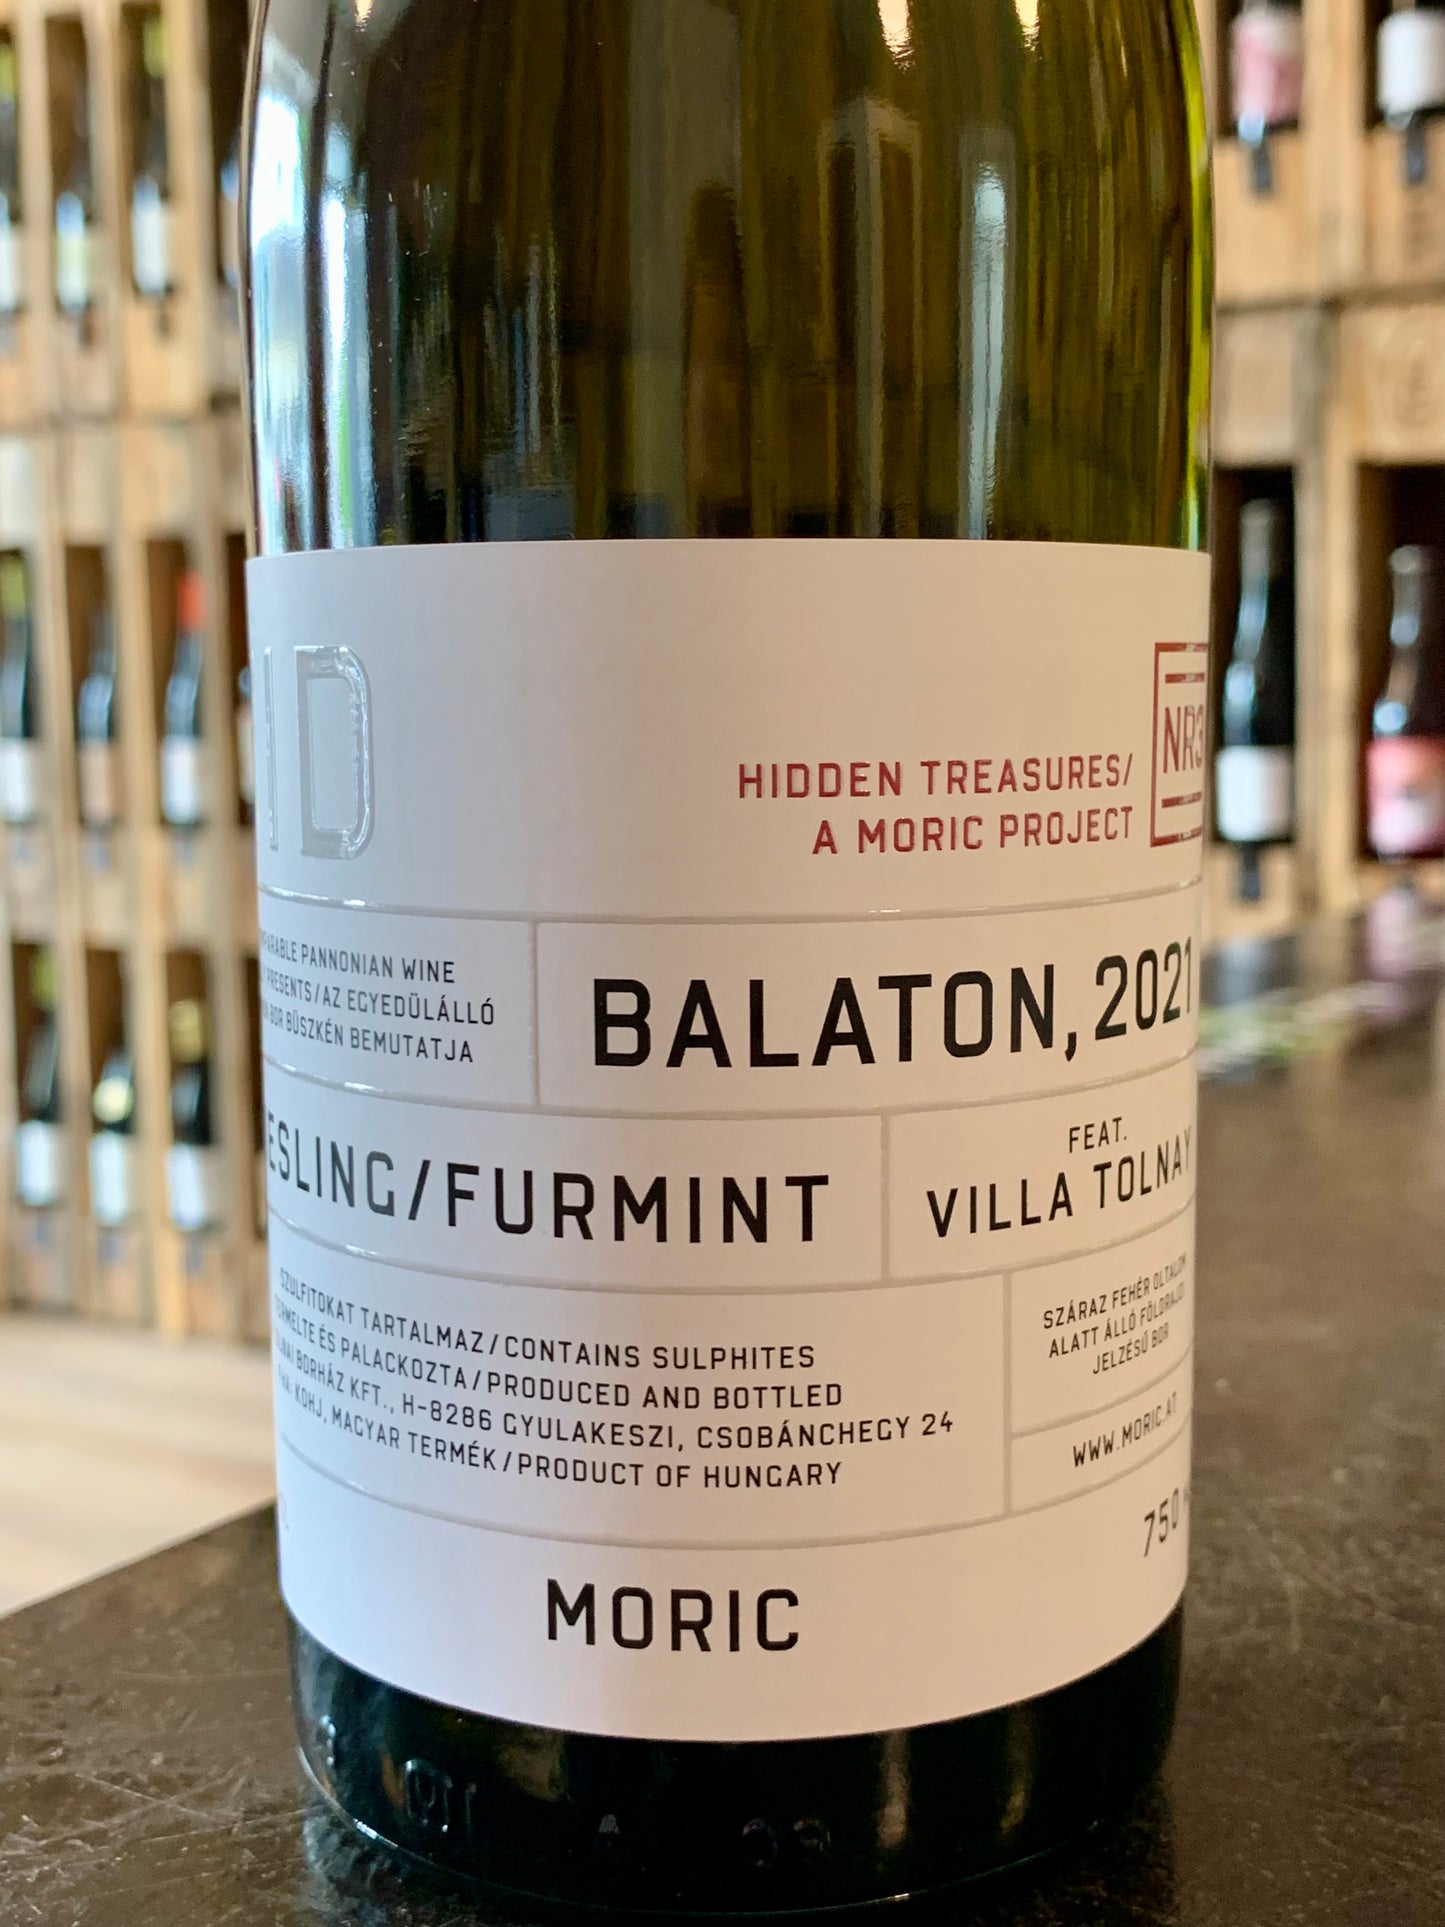 ID
HIDDEN TREASURES/
A MORIC PROJECT
NR3
PANNONIAN WINE
PRESENTS/AZ EGYEDÜLÁLLÓ
BOR BÜSZKÉN BEMUTATJA
BALATON, 2021
ESLING/FURMINT
FEAT.
VILLA TOLNAY
SZULFITOKAT TARTALMAZ/CONTAINS SULPHITES
TERMELTE ÉS PALACKOZTA/PRODUCED AND BOTTLED
BORHÁZ KFT., H-8286 GYULAKESZI, CSOBÁNCHEGY 24
KOHJ, MAGYAR TERMÉK/PRODUCT OF HUNGARY
SZÁRAZ FEHÉR OLTALOM
ALATT ÁLLÓ FÖLDRAJZI
JELZÉSŰ BOR
WWW.MORIC.AT
750
MORIC